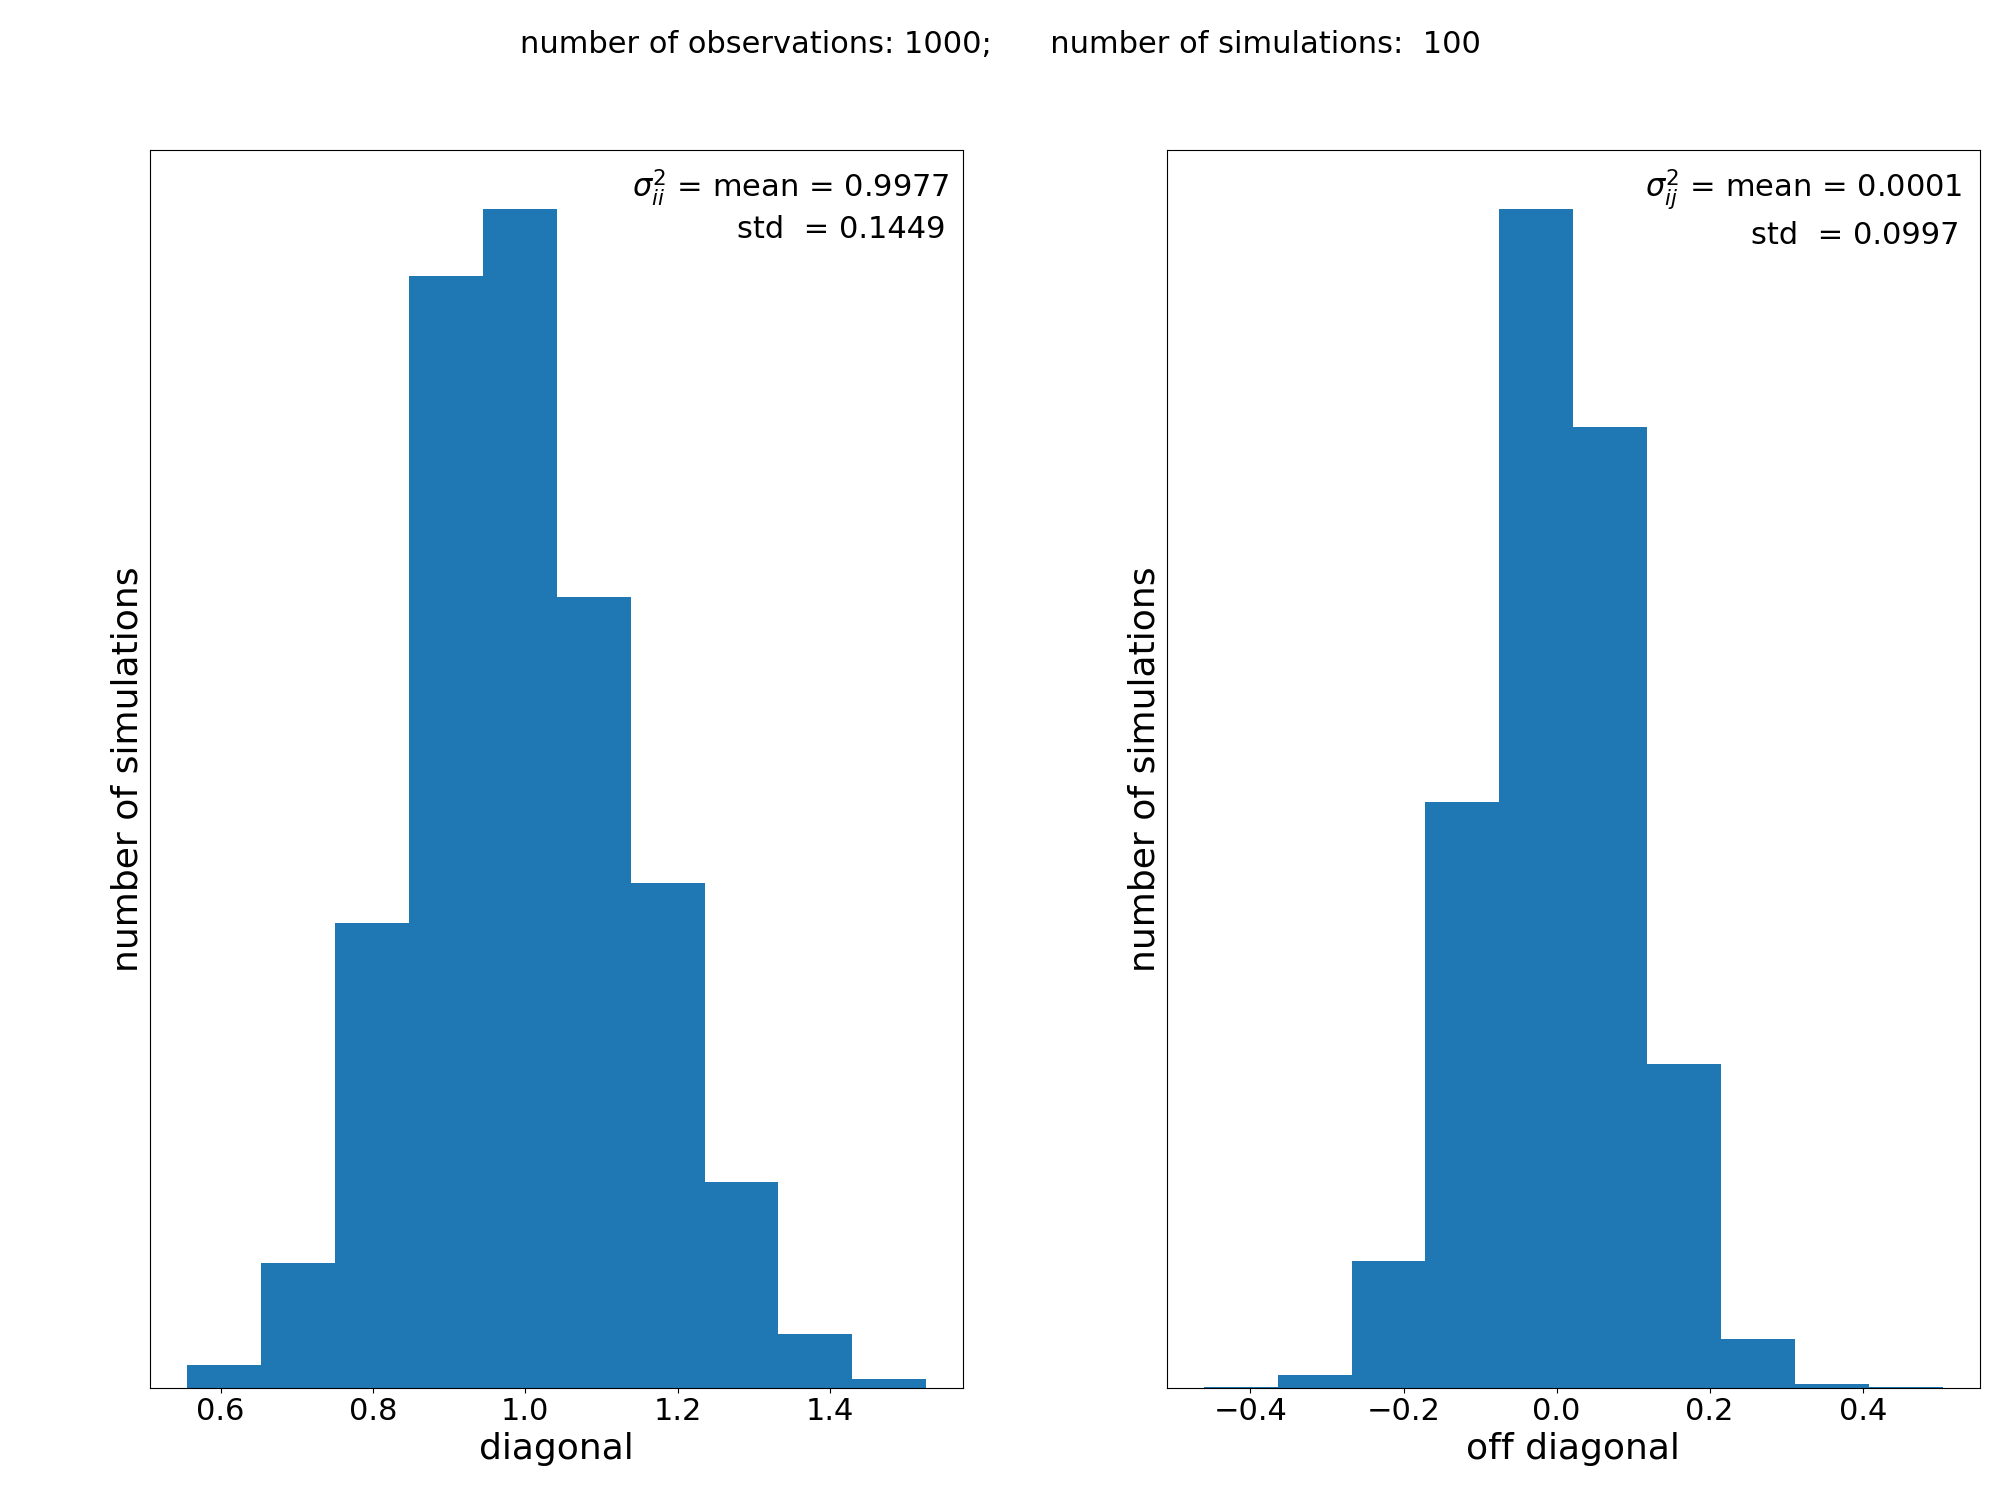 number of observations: 1000;      number of simulations:  100
σ²ᵢᵢ = mean = 0.9977
std  = 0.1449
number of simulations
0.6 0.8 1.0 1.2 1.4
diagonal
σ²ᵢⱼ = mean = 0.0001
std  = 0.0997
number of simulations
−0.4 −0.2 0.0 0.2 0.4
off diagonal